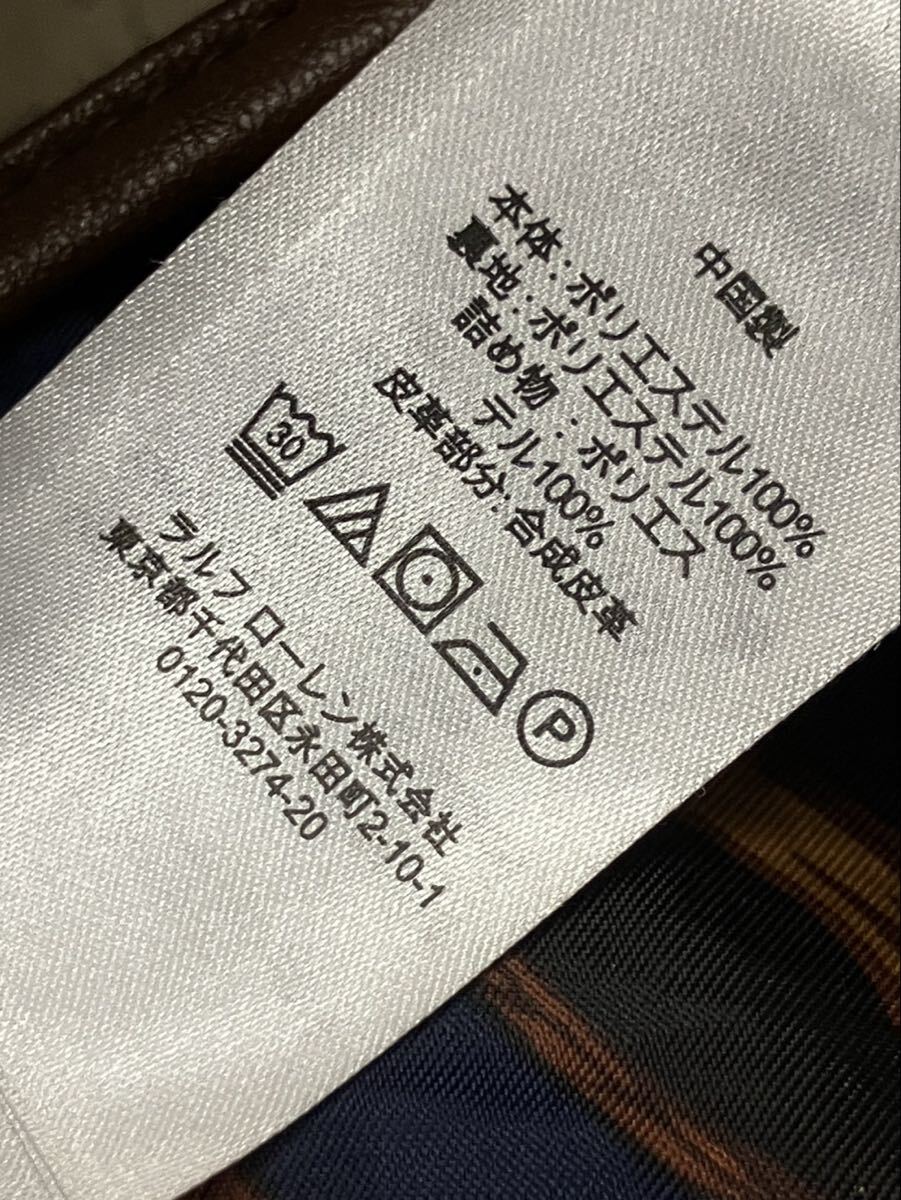 中国製
本体：ポリエステル100%
裏地：ポリエステル100%
詰め物：ポリエス
テル100%
皮革部分：合成皮革
30
P
ラルフ ローレン株式会社
東京都千代田区永田町2-10-1
0120-3274-20